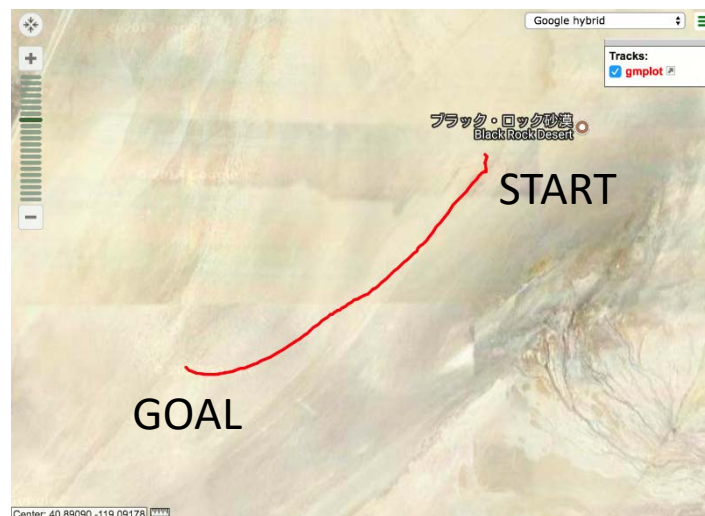 Google hybrid
Tracks:
gmplot
ブラック・ロック砂漠
Black Rock Desert
START
GOAL
Center: 40.89090,-119.09178